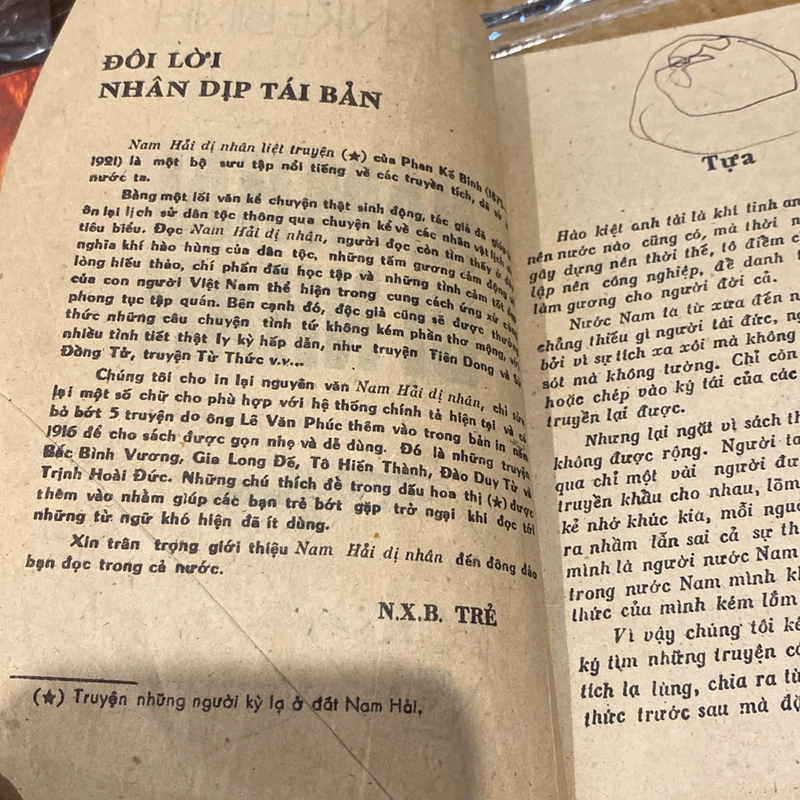 ĐÔI LỜI
NHÂN DỊP TÁI BẢN
Nam Hải dị nhân liệt truyện (★) của Phan Kế Bính (1875-
1921) là một bộ sưu tập nổi tiếng về các truyền tích, dã sử
nước ta.
Bằng một lối văn kể chuyện thật sinh động, tác giả đã giúp
ôn lại lịch sử dân tộc thông qua chuyện kể về các nhân vật lịch
tiêu biểu. Đọc Nam Hải dị nhân, người đọc còn tìm thấy ở
nghĩa khí hào hùng của dân tộc, những tấm gương cảm động
lòng hiếu thảo, chí phấn đấu học tập và những tình cảm tốt
của con người Việt Nam thể hiện trong cung cách ứng xử cùng
phong tục tập quán. Bên cạnh đó, độc giả cũng sẽ được thưởng
thức những câu chuyện tình tứ không kém phần thơ mộng, với
nhiều tình tiết thật ly kỳ hấp dẫn, như truyện Tiên Dong và
Đồng Tử, truyện Từ Thức v.v...
Chúng tôi cho in lại nguyên văn Nam Hải dị nhân, chỉ sửa
lại một số chữ cho phù hợp với hệ thống chính tả hiện tại và có
bỏ bớt 5 truyện do ông Lê Văn Phúc thêm vào trong bản in năm
1916 để cho sách được gọn nhẹ và dễ dùng. Đó là những truyện
Bắc Bình Vương, Gia Long Đế, Tô Hiến Thành, Đào Duy Từ và
Trịnh Hoài Đức. Những chú thích đề trong dấu hoa thị (★) được
thêm vào nhằm giúp các bạn trẻ bớt gặp trở ngại khi đọc tới
những từ ngữ khó hiện đã ít dùng.
Xin trân trọng giới thiệu Nam Hải dị nhân đến đông đảo
bạn đọc trong cả nước.
N.X.B. TRẺ
(★) Truyện những người kỳ lạ ở đất Nam Hải,
Tựa
Hào kiệt anh tài là khí tinh anh
nên nước nào cũng có, mà thời
gây dựng nên thời thế, tô điểm
lập nên công nghiệp, để danh
làm gương cho người đời cả.
Nước Nam ta từ xưa đến
chẳng thiếu gì người tài đức,
bởi vì sự tích xa xôi mà không
sót mà không tường. Chỉ còn
hoặc chép vào ký tái của các
truyền lại được.
Nhưng lại ngặt vì sách
không được rộng. Người ta
qua chỉ một vài người
truyền khẩu cho nhau, lõm
kẻ nhớ khúc kia, mỗi
ra nhầm lẫn sai cả sự
mình là người nước Nam
trong nước Nam mình
thức của mình kém lắm
Vì vậy chúng tôi
ký tìm những truyện
tích lạ lùng, chia ra
thức trước sau mà